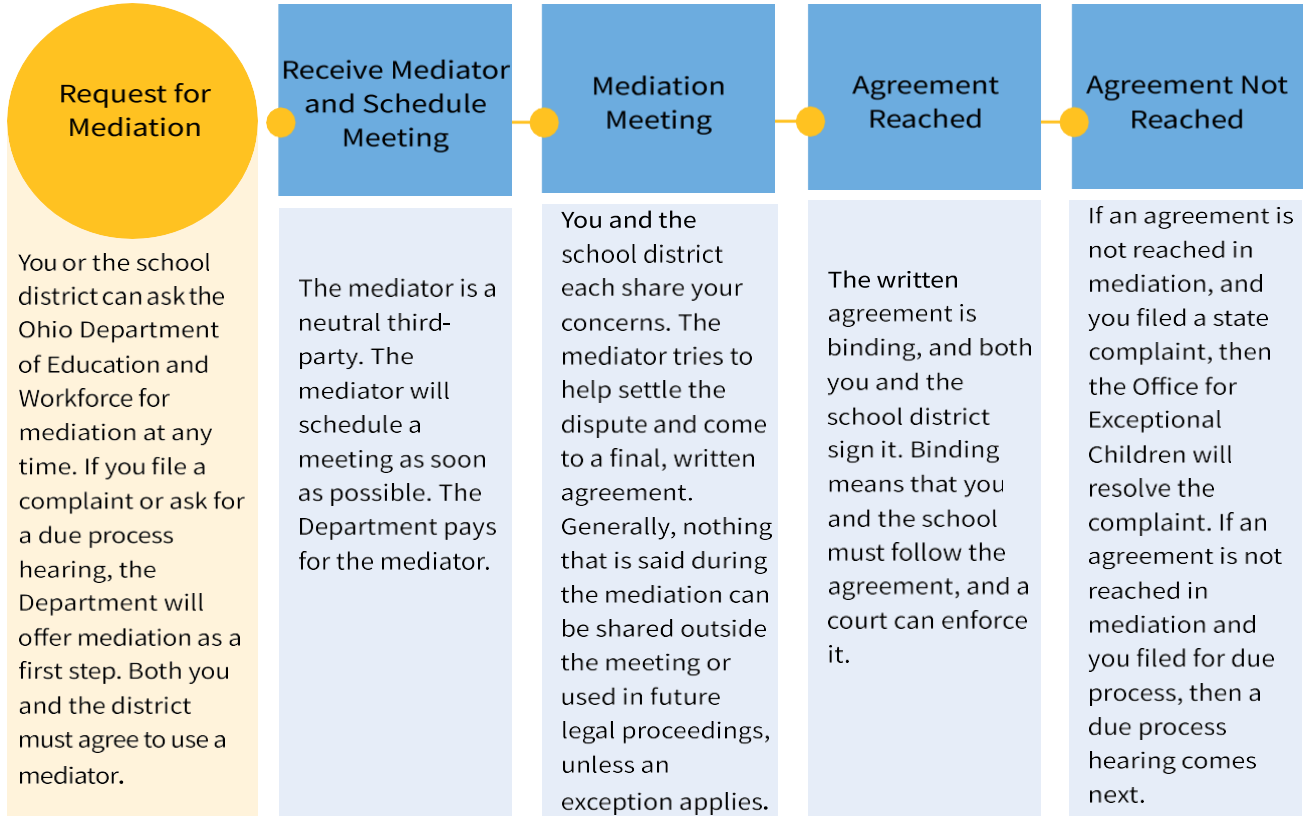 Request for
Mediation
You or the school
district can ask the
Ohio Department
of Education and
Workforce for
mediation at any
time. If you file a
complaint or ask for
a due process
hearing, the
Department will
offer mediation as a
first step. Both you
and the district
must agree to use a
mediator.
Receive Mediator
and Schedule
Meeting
The mediator is a
neutral third-
party. The
mediator will
schedule a
meeting as soon
as possible. The
Department pays
for the mediator.
Mediation
Meeting
You and the
school district
each share your
concerns. The
mediator tries to
help settle the
dispute and come
to a final, written
agreement.
Generally, nothing
that is said during
the mediation can
be shared outside
the meeting or
used in future
legal proceedings,
unless an
exception applies.
Agreement
Reached
The written
agreement is
binding, and both
you and the
school district
sign it. Binding
means that you
and the school
must follow the
agreement, and a
court can enforce
it.
Agreement Not
Reached
If an agreement is
not reached in
mediation, and
you filed a state
complaint, then
the Office for
Exceptional
Children will
resolve the
complaint. If an
agreement is not
reached in
mediation and
you filed for due
process, then a
due process
hearing comes
next.